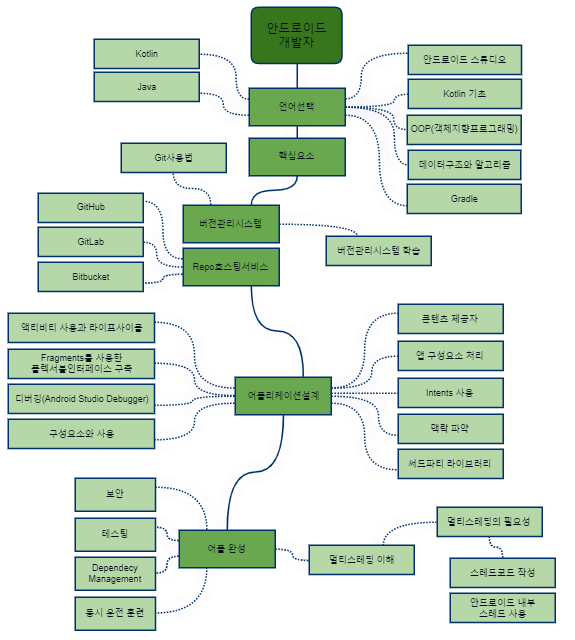 안드로이드
개발자
Kotlin
Java
언어선택
안드로이드 스튜디오
Kotlin 기초
OOP(객체지향프로그래밍)
데이터구조와 알고리즘
Gradle
핵심요소
Git사용법
버전관리시스템
버전관리시스템 학습
GitHub
GitLab
Bitbucket
Repo호스팅서비스
액티비티 사용과 라이프사이클
Fragments를 사용한
플렉서블인터페이스 구축
디버깅(Android Studio Debugger)
구성요소와 사용
어플리케이션설계
콘텐츠 제공자
앱 구성요소 처리
Intents 사용
맥락 파악
써드파티 라이브러리
보안
테스팅
Dependecy
Management
동시 운전 훈련
어플 완성
멀티스레딩 이해
멀티스레딩의 필요성
스레드코드 작성
안드로이드 내부
스레드 사용